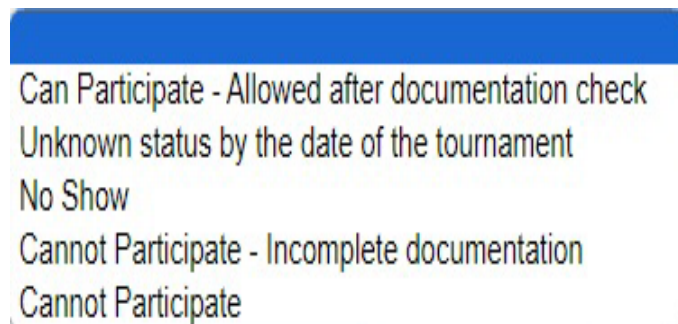 Can Participate - Allowed after documentation check
Unknown status by the date of the tournament
No Show
Cannot Participate - Incomplete documentation
Cannot Participate